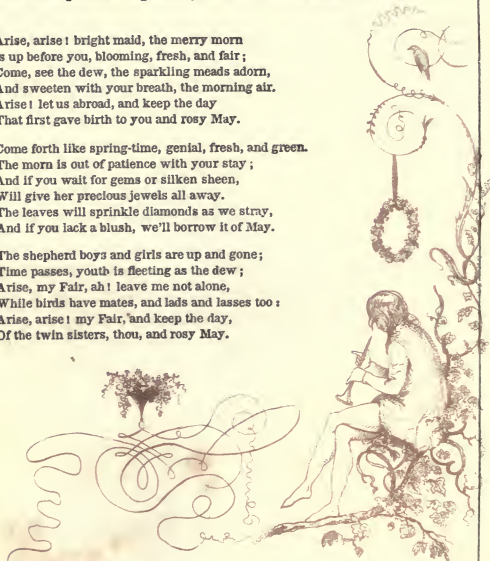 Arise, arise! bright maid, the merry morn
s up before you, blooming, fresh, and fair;
Come, see the dew, the sparkling meads adorn,
And sweeten with your breath, the morning air.
Arise! let us abroad, and keep the day
That first gave birth to you and rosy May.
Come forth like spring-time, genial, fresh, and green.
The morn is out of patience with your stay;
And if you wait for gems or silken sheen,
Will give her precious jewels all away.
The leaves will sprinkle diamonds as we stray,
And if you lack a blush, we'll borrow it of May.
The shepherd boys and girls are up and gone;
Time passes, youth is fleeting as the dew;
Arise, my Fair, ah! leave me not alone,
While birds have mates, and lads and lasses too:
Arise, arise! my Fair, and keep the day,
Of the twin sisters, thou, and rosy May.